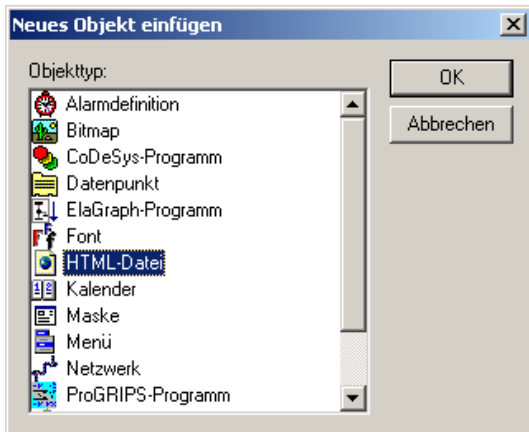 Neues Objekt einfügen
Objekttyp:
OK
Abbrechen
Alarmdefinition
Bitmap
CoDeSys-Programm
Datenpunkt
ElaGraph-Programm
Font
HTML-Datei
Kalender
Maske
Menü
Netzwerk
ProGRIPS-Programm